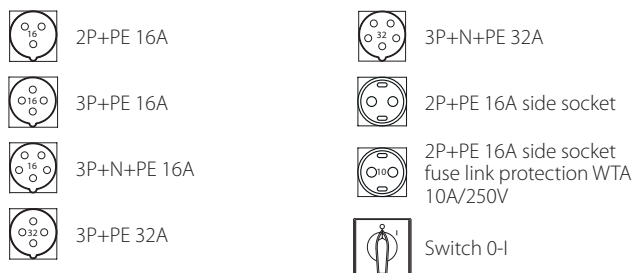 16
2P+PE 16A
16
3P+PE 16A
16
3P+N+PE 16A
32
3P+PE 32A
32
3P+N+PE 32A
2P+PE 16A side socket
10
2P+PE 16A side socket
fuse link protection WTA
10A/250V
I
Switch 0-I